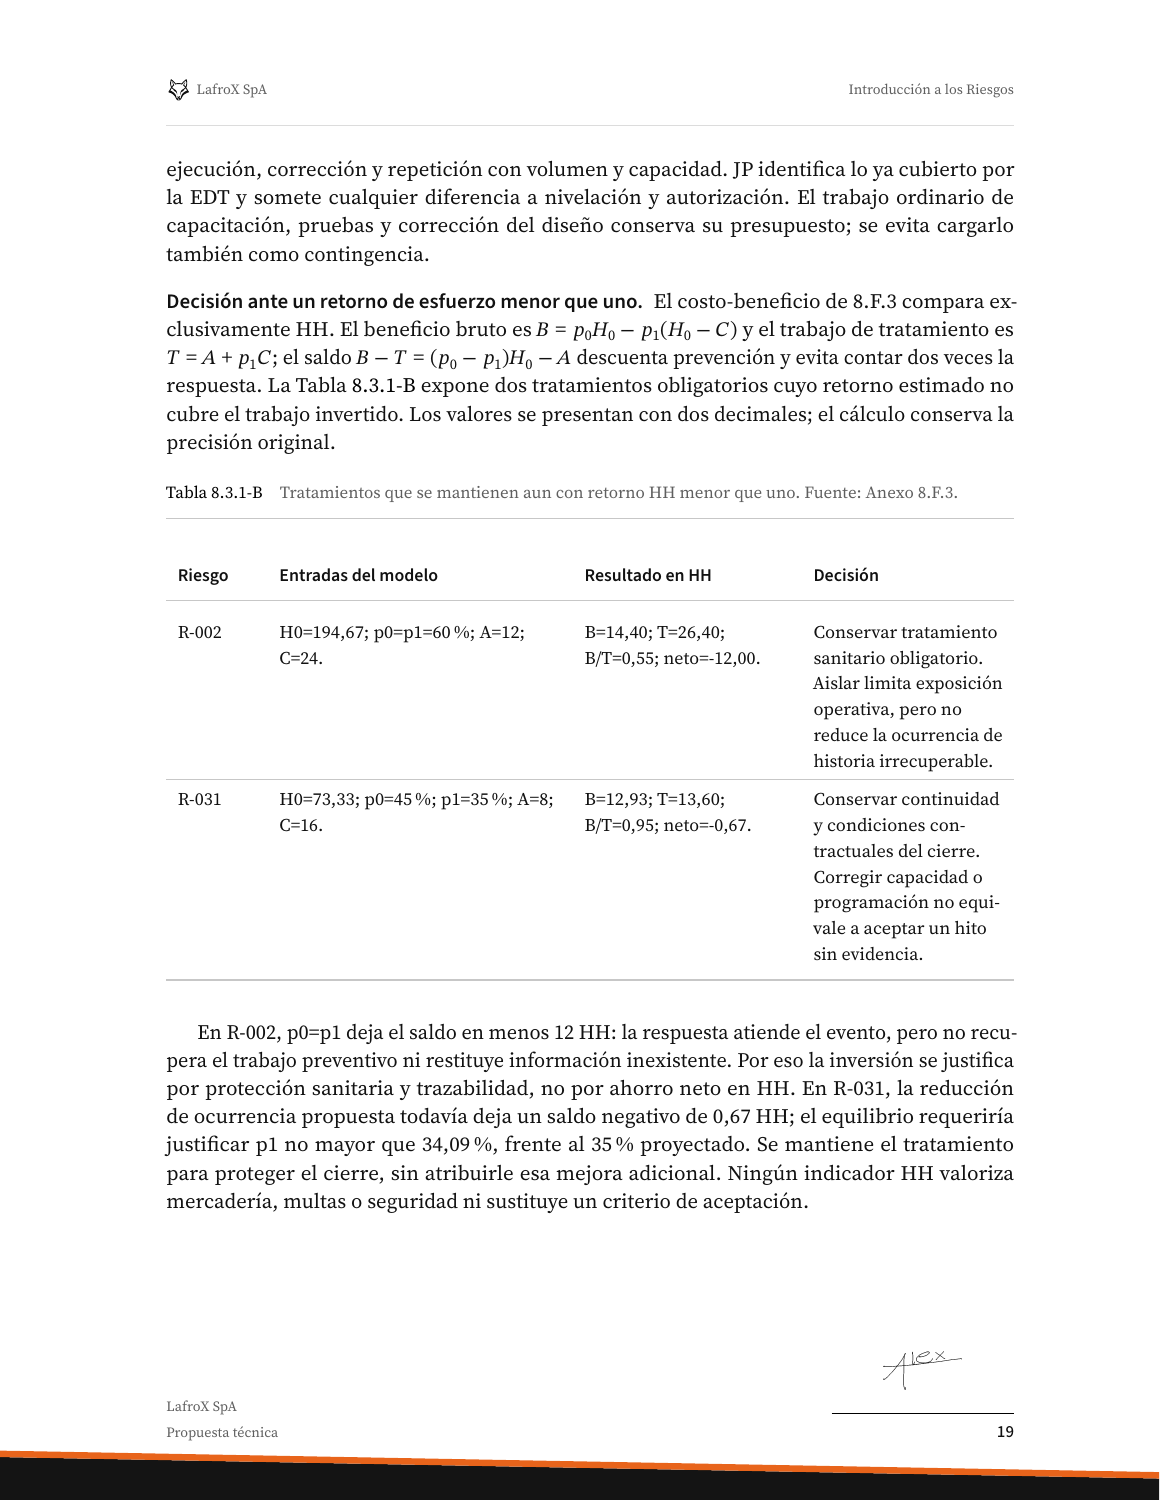 LafroX SpA
Introducción a los Riesgos
ejecución, corrección y repetición con volumen y capacidad. JP identifica lo ya cubierto por
la EDT y somete cualquier diferencia a nivelación y autorización. El trabajo ordinario de
capacitación, pruebas y corrección del diseño conserva su presupuesto; se evita cargarlo
también como contingencia.
Decisión ante un retorno de esfuerzo menor que uno. El costo-beneficio de 8.F.3 compara ex-
clusivamente HH. El beneficio bruto es B = p₀H₀ − p₁(H₀ − C) y el trabajo de tratamiento es
T = A + p₁C; el saldo B − T = (p₀ − p₁)H₀ − A descuenta prevención y evita contar dos veces la
respuesta. La Tabla 8.3.1-B expone dos tratamientos obligatorios cuyo retorno estimado no
cubre el trabajo invertido. Los valores se presentan con dos decimales; el cálculo conserva la
precisión original.
Tabla 8.3.1-B Tratamientos que se mantienen aun con retorno HH menor que uno. Fuente: Anexo 8.F.3.
Riesgo
Entradas del modelo
Resultado en HH
Decisión
R-002
H0=194,67; p0=p1=60 %; A=12;
C=24.
B=14,40; T=26,40;
B/T=0,55; neto=-12,00.
Conservar tratamiento
sanitario obligatorio.
Aislar limita exposición
operativa, pero no
reduce la ocurrencia de
historia irrecuperable.
R-031
H0=73,33; p0=45 %; p1=35 %; A=8;
C=16.
B=12,93; T=13,60;
B/T=0,95; neto=-0,67.
Conservar continuidad
y condiciones con-
tractuales del cierre.
Corregir capacidad o
programación no equi-
vale a aceptar un hito
sin evidencia.
En R-002, p0=p1 deja el saldo en menos 12 HH: la respuesta atiende el evento, pero no recu-
pera el trabajo preventivo ni restituye información inexistente. Por eso la inversión se justifica
por protección sanitaria y trazabilidad, no por ahorro neto en HH. En R-031, la reducción
de ocurrencia propuesta todavía deja un saldo negativo de 0,67 HH; el equilibrio requeriría
justificar p1 no mayor que 34,09 %, frente al 35 % proyectado. Se mantiene el tratamiento
para proteger el cierre, sin atribuirle esa mejora adicional. Ningún indicador HH valoriza
mercadería, multas o seguridad ni sustituye un criterio de aceptación.
Alex
LafroX SpA
Propuesta técnica
19